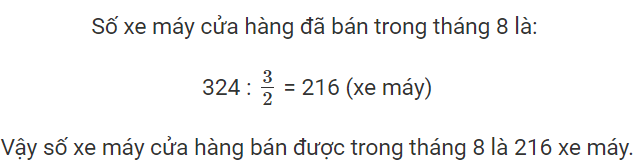 Số xe máy cửa hàng đã bán trong tháng 8 là:
324 : 3/2 = 216 (xe máy)
Vậy số xe máy cửa hàng bán được trong tháng 8 là 216 xe máy.